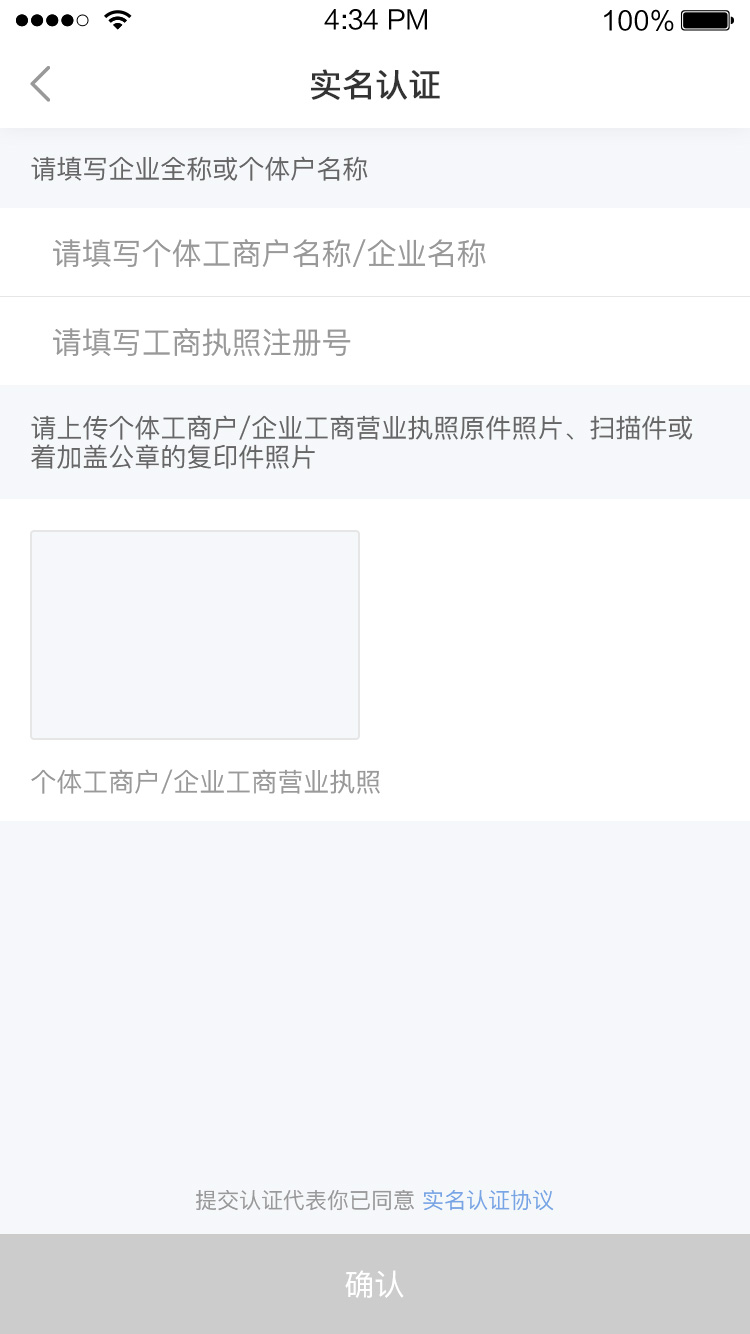 4:34 PM
100%
实名认证
请填写企业全称或个体户名称
请填写个体工商户名称/企业名称
请填写工商执照注册号
请上传个体工商户/企业工商营业执照原件照片、扫描件或
着加盖公章的复印件照片
个体工商户/企业工商营业执照
提交认证代表你已同意 实名认证协议
确认